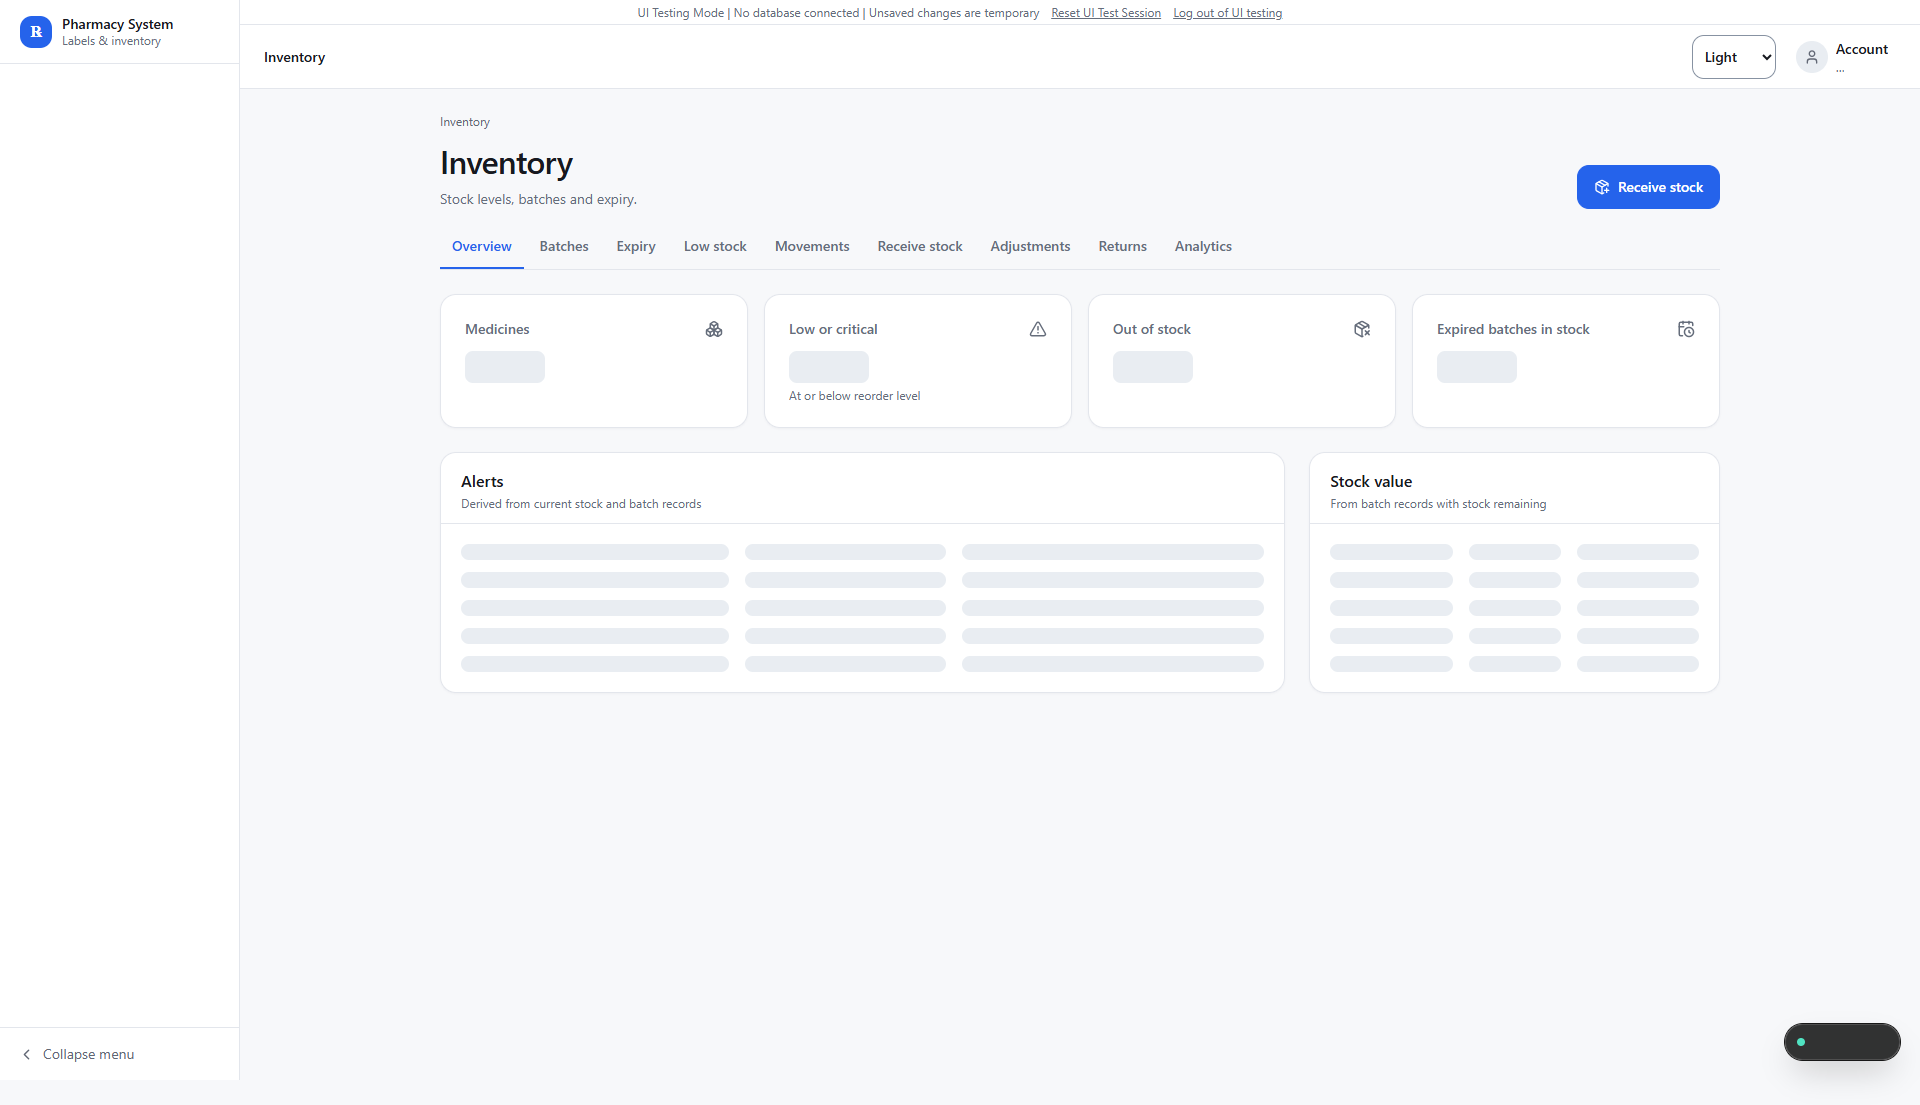 Pharmacy System
Labels & inventory
UI Testing Mode | No database connected | Unsaved changes are temporary Reset UI Test Session Log out of UI testing
Inventory
Light
Account
...
Inventory
Inventory
Stock levels, batches and expiry.
Receive stock
Overview Batches Expiry Low stock Movements Receive stock Adjustments Returns Analytics
Medicines
Low or critical
At or below reorder level
Out of stock
Expired batches in stock
Alerts
Derived from current stock and batch records
Stock value
From batch records with stock remaining
Collapse menu